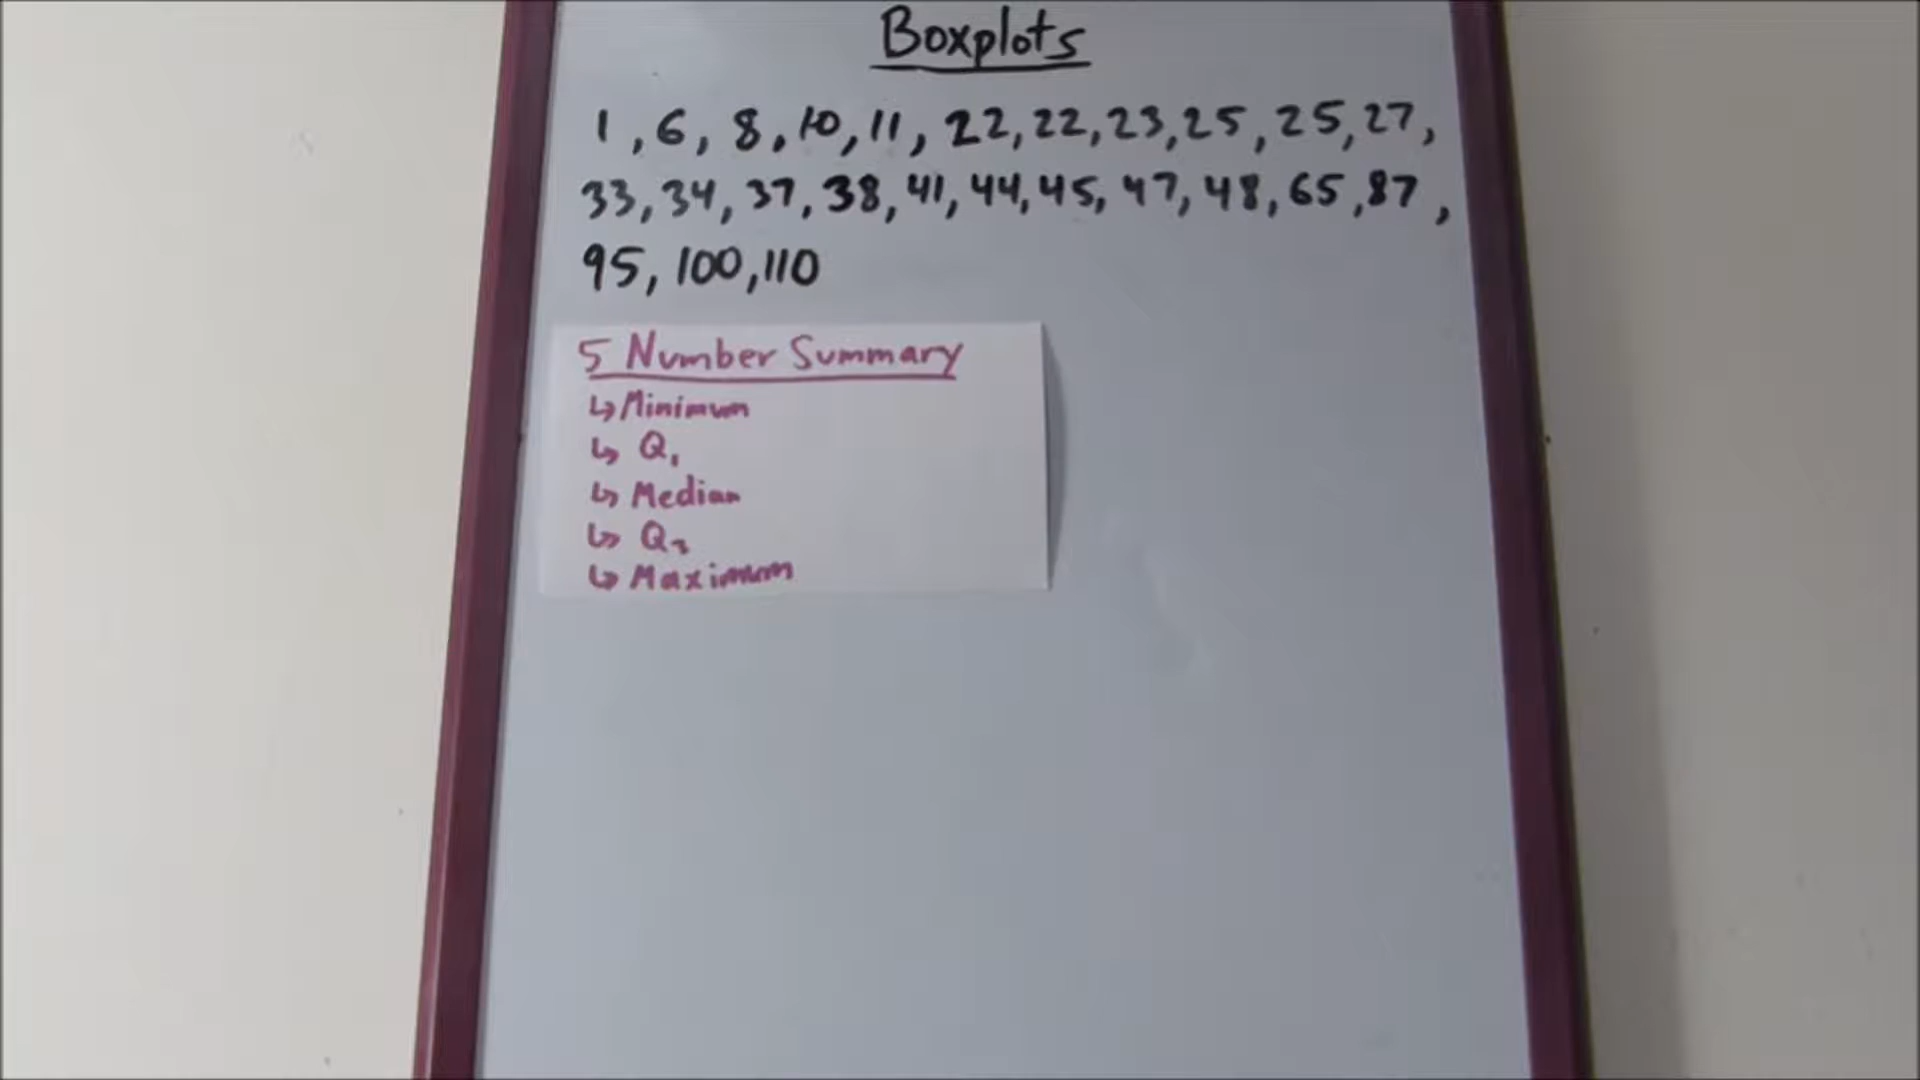 Boxplots
1, 6, 8, 10, 11, 22, 22, 23, 25, 25, 27,
33, 34, 37, 38, 41, 44, 45, 47, 48, 65, 87,
95, 100, 110
5 Number Summary
↳ Minimum
↳ Q₁
↳ Median
↳ Q₃
↳ Maximum